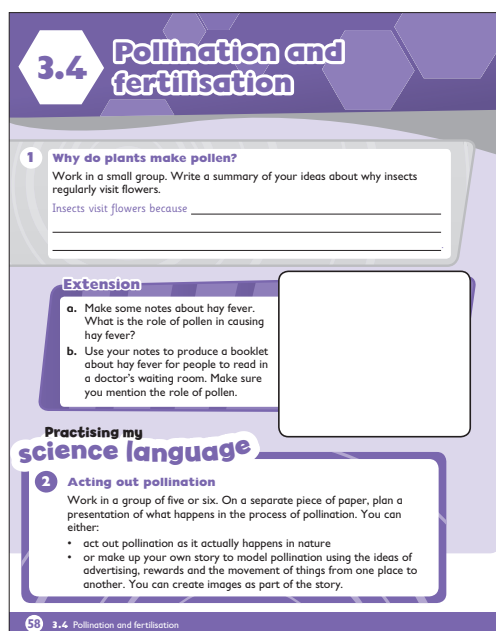 3.4
Pollination and
fertilisation
1
Why do plants make pollen?
Work in a small group. Write a summary of your ideas about why insects
regularly visit flowers.
Insects visit flowers because
.
Extension
a. Make some notes about hay fever.
What is the role of pollen in causing
hay fever?
b. Use your notes to produce a booklet
about hay fever for people to read in
a doctor's waiting room. Make sure
you mention the role of pollen.
Practising my
science language
2
Acting out pollination
Work in a group of five or six. On a separate piece of paper, plan a
presentation of what happens in the process of pollination. You can
either:
• act out pollination as it actually happens in nature
• or make up your own story to model pollination using the ideas of
advertising, rewards and the movement of things from one place to
another. You can create images as part of the story.
58 3.4 Pollination and fertilisation